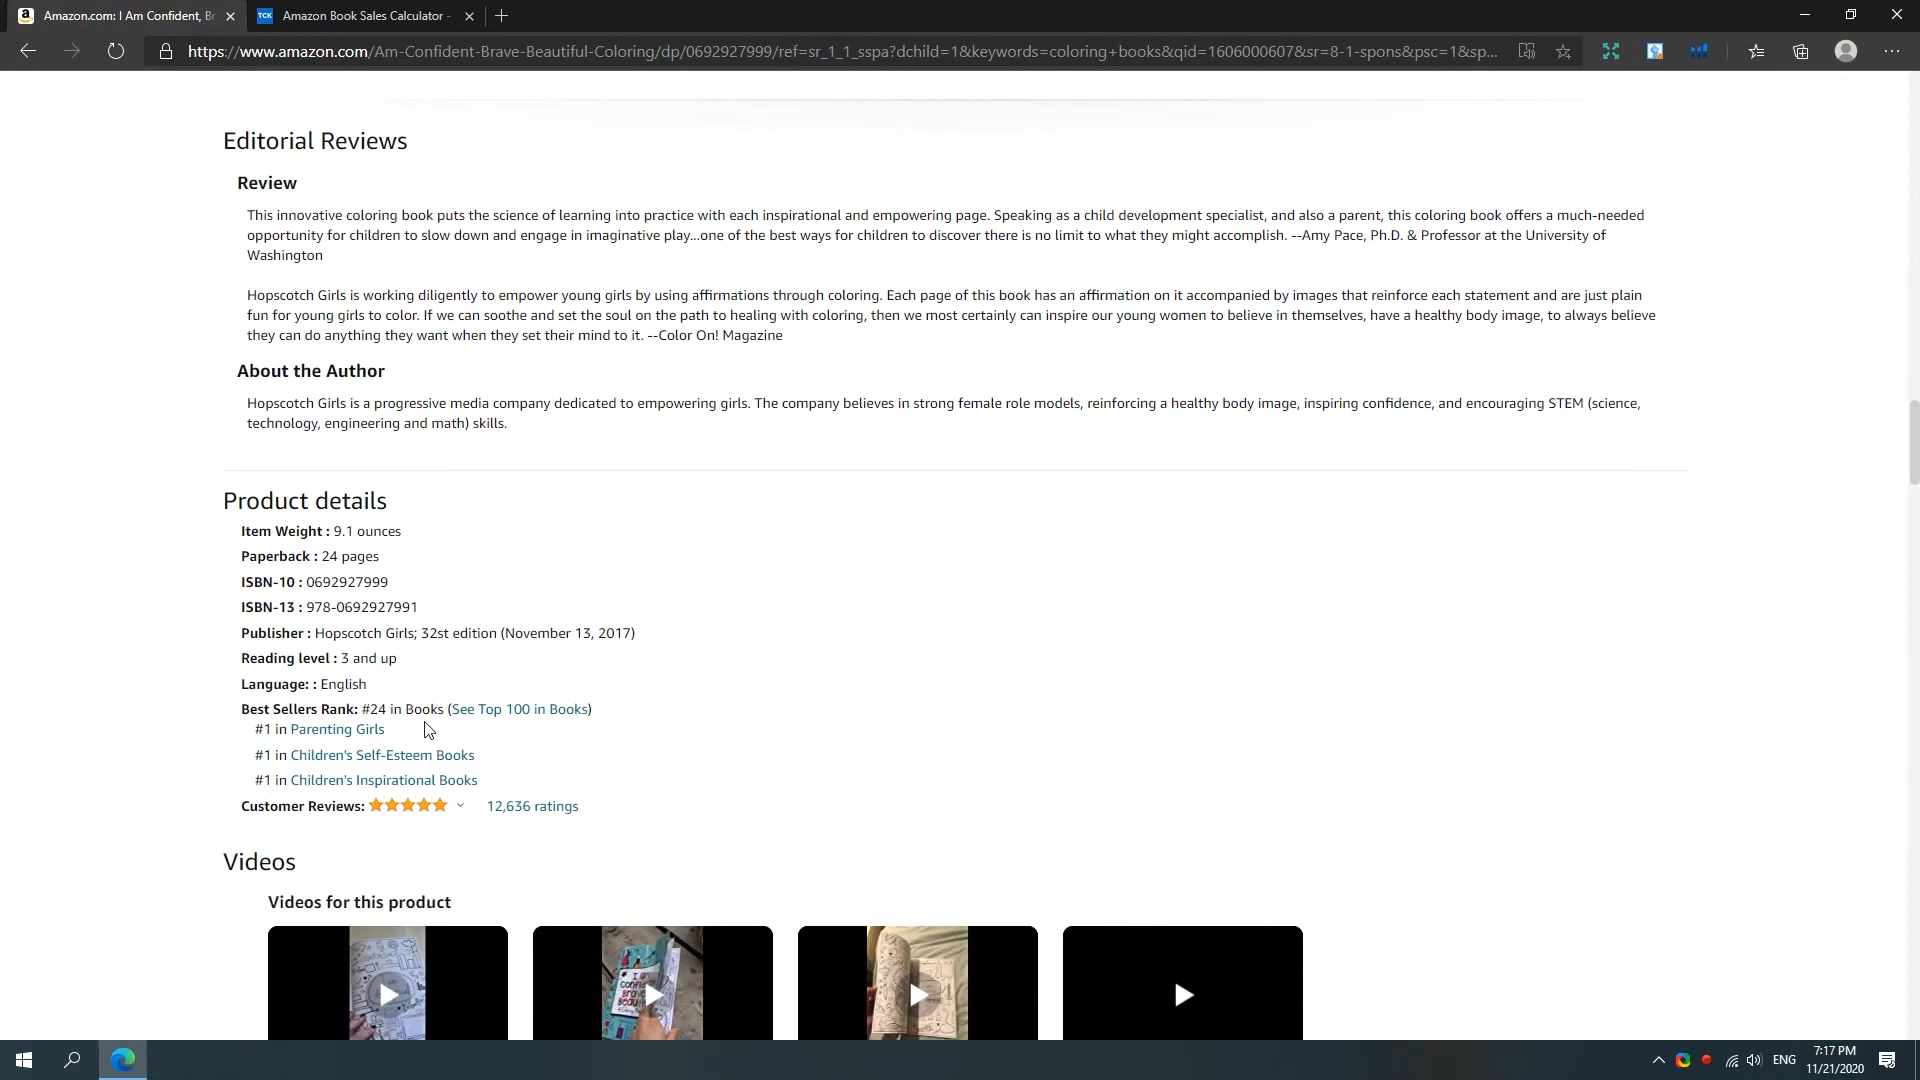 Amazon.com: I Am Confident, Br
TCK
Amazon Book Sales Calculator -
https://www.amazon.com/Am-Confident-Brave-Beautiful-Coloring/dp/0692927999/ref=sr_1_1_sspa?dchild=1&keywords=coloring+books&qid=1606000607&sr=8-1-spons&psc=1&sp...
Editorial Reviews
Review
This innovative coloring book puts the science of learning into practice with each inspirational and empowering page. Speaking as a child development specialist, and also a parent, this coloring book offers a much-needed
opportunity for children to slow down and engage in imaginative play...one of the best ways for children to discover there is no limit to what they might accomplish. --Amy Pace, Ph.D. & Professor at the University of
Washington
Hopscotch Girls is working diligently to empower young girls by using affirmations through coloring. Each page of this book has an affirmation on it accompanied by images that reinforce each statement and are just plain
fun for young girls to color. If we can soothe and set the soul on the path to healing with coloring, then we most certainly can inspire our young women to believe in themselves, have a healthy body image, to always believe
they can do anything they want when they set their mind to it. --Color On! Magazine
About the Author
Hopscotch Girls is a progressive media company dedicated to empowering girls. The company believes in strong female role models, reinforcing a healthy body image, inspiring confidence, and encouraging STEM (science,
technology, engineering and math) skills.
Product details
Item Weight : 9.1 ounces
Paperback : 24 pages
ISBN-10 : 0692927999
ISBN-13 : 978-0692927991
Publisher : Hopscotch Girls; 32st edition (November 13, 2017)
Reading level : 3 and up
Language: : English
Best Sellers Rank: #24 in Books (See Top 100 in Books)
#1 in Parenting Girls
#1 in Children's Self-Esteem Books
#1 in Children's Inspirational Books
Customer Reviews: 12,636 ratings
Videos
Videos for this product
ENG
7:17 PM
11/21/2020